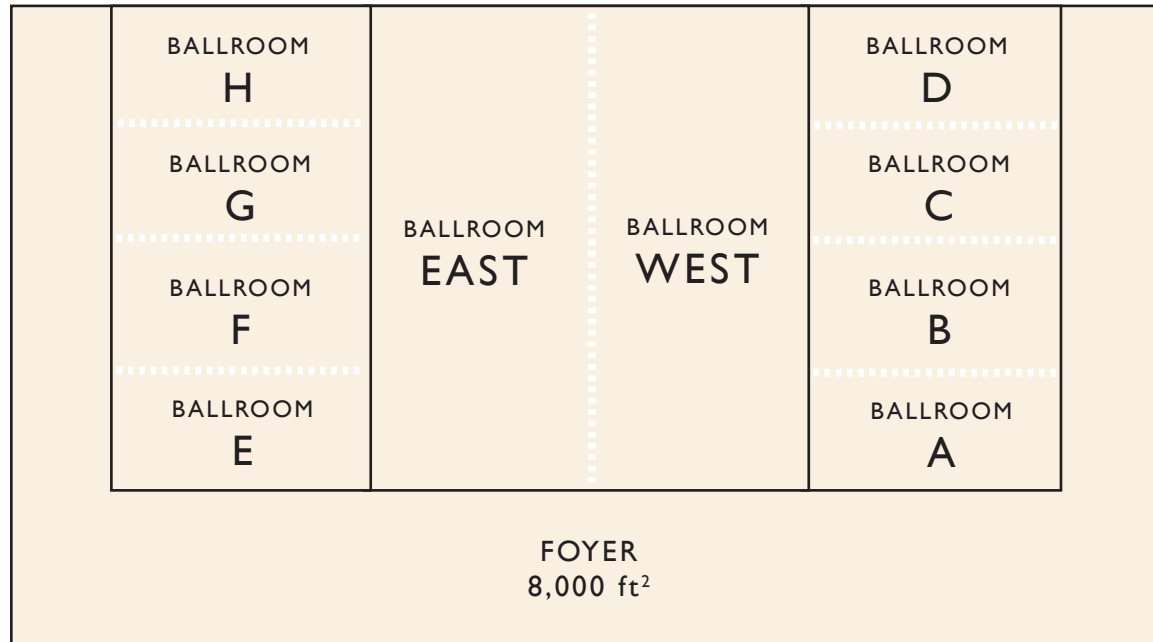 BALLROOM
H
BALLROOM
G
BALLROOM
F
BALLROOM
E
BALLROOM
EAST
BALLROOM
WEST
BALLROOM
D
BALLROOM
C
BALLROOM
B
BALLROOM
A
FOYER
8,000 ft²